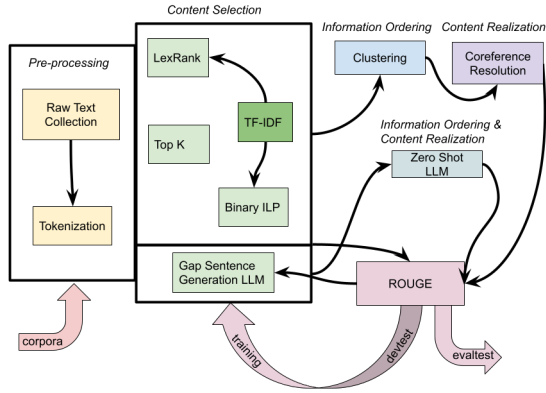 Content Selection
Information Ordering
Content Realization
Pre-processing
LexRank
Clustering
Coreference
Resolution
Raw Text
Collection
TF-IDF
Top K
Information Ordering &
Content Realization
Zero Shot
LLM
Binary ILP
Tokenization
Gap Sentence
Generation LLM
ROUGE
corpora
training
devtest
evaltest